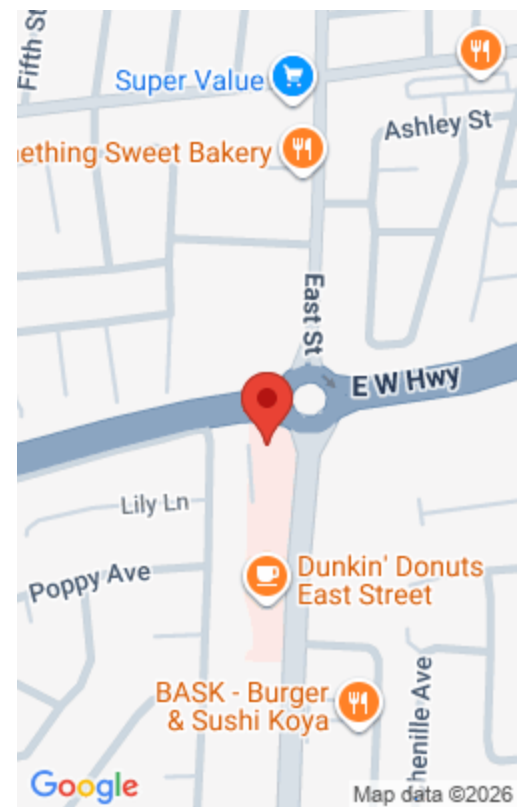 Fifth St
Super Value
Ashley St
ething Sweet Bakery
East St
E W Hwy
Lily Ln
Poppy Ave
Dunkin' Donuts
East Street
BASK - Burger
& Sushi Koya
henille Ave
Google
Map data ©2026